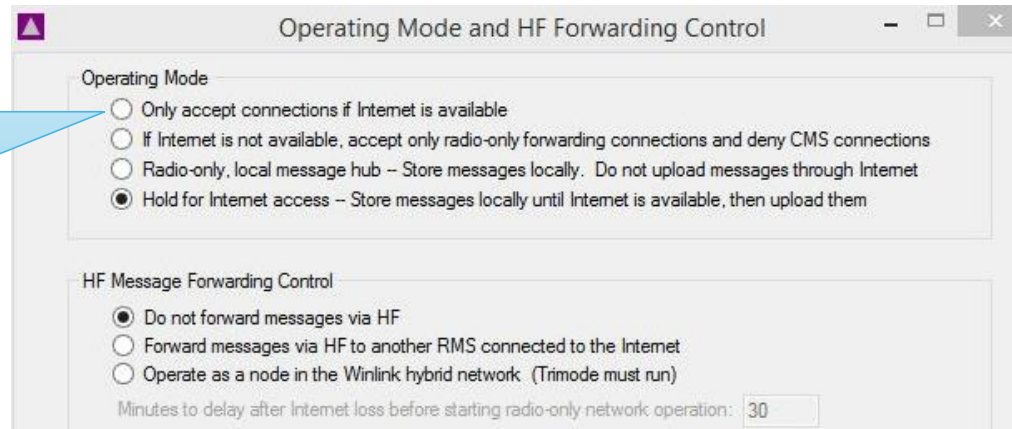 Operating Mode and HF Forwarding Control
Operating Mode
Only accept connections if Internet is available
If Internet is not available, accept only radio-only forwarding connections and deny CMS connections
Radio-only, local message hub -- Store messages locally. Do not upload messages through Internet
Hold for Internet access -- Store messages locally until Internet is available, then upload them
HF Message Forwarding Control
Do not forward messages via HF
Forward messages via HF to another RMS connected to the Internet
Operate as a node in the Winlink hybrid network (Trimode must run)
Minutes to delay after Internet loss before starting radio-only network operation: 30